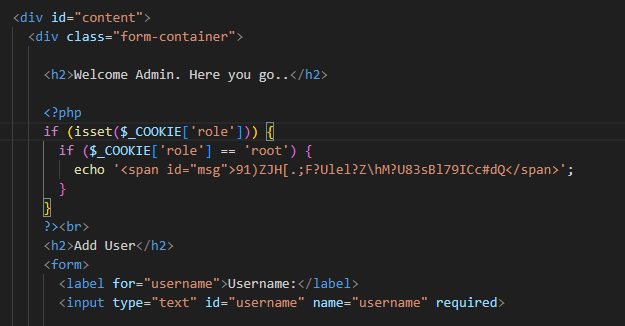 <div id="content">
<div class="form-container">
<h2>Welcome Admin. Here you go..</h2>
<?php
if (isset($_COOKIE['role'])) {
if ($_COOKIE['role'] == 'root') {
echo '<span id="msg">91)ZJH[.;F?Ulel?Z\hM?U83sBl79ICc#dQ</span>';
}
}
?><br>
<h2>Add User</h2>
<form>
<label for="username">Username:</label>
<input type="text" id="username" name="username" required>